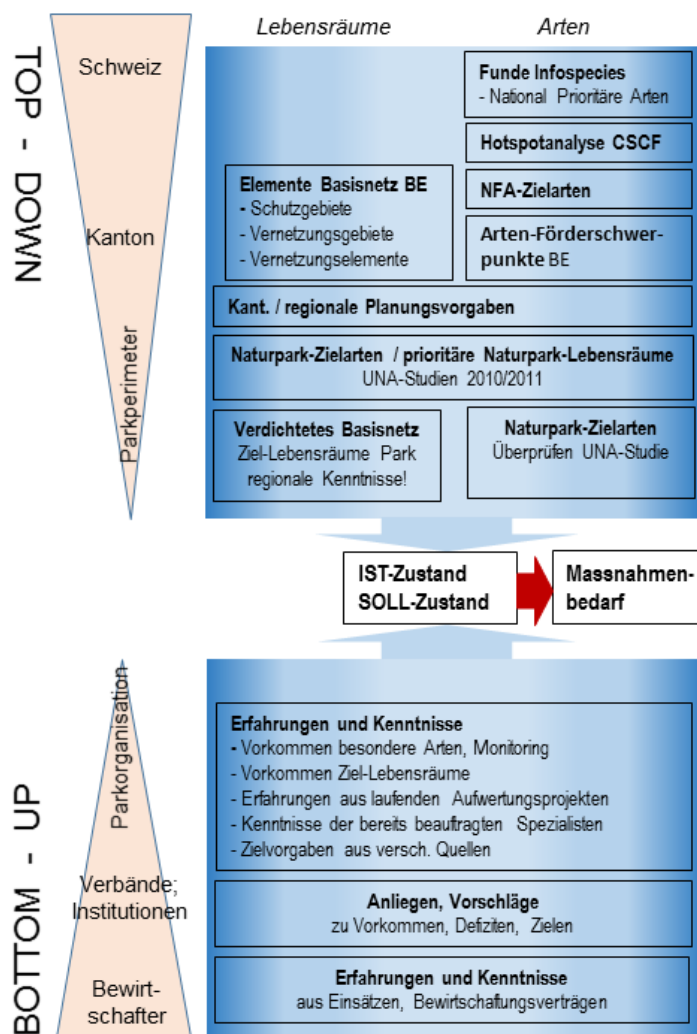 TOP - DOWN
Schweiz
Kanton
Parkperimeter
Lebensräume
Arten
Funde Infospecies
- National Prioritäre Arten
Hotspotanalyse CSCF
Elemente Basisnetz BE
- Schutzgebiete
- Vernetzungsgebiete
- Vernetzungselemente
NFA-Zielarten
Arten-Förderschwer-
punkte BE
Kant. / regionale Planungsvorgaben
Naturpark-Zielarten / prioritäre Naturpark-Lebensräume
UNA-Studien 2010/2011
Verdichtetes Basisnetz
Ziel-Lebensräume Park
regionale Kenntnisse!
Naturpark-Zielarten
Überprüfen UNA-Studie
IST-Zustand
SOLL-Zustand
Massnahmen-
bedarf
BOTTOM - UP
Parkorganisation
Verbände;
Institutionen
Bewirt-
schafter
Erfahrungen und Kenntnisse
- Vorkommen besondere Arten, Monitoring
- Vorkommen Ziel-Lebensräume
- Erfahrungen aus laufenden Aufwertungsprojekten
- Kenntnisse der bereits beauftragten Spezialisten
- Zielvorgaben aus versch. Quellen
Anliegen, Vorschläge
zu Vorkommen, Defiziten, Zielen
Erfahrungen und Kenntnisse
aus Einsätzen, Bewirtschaftungsverträgen